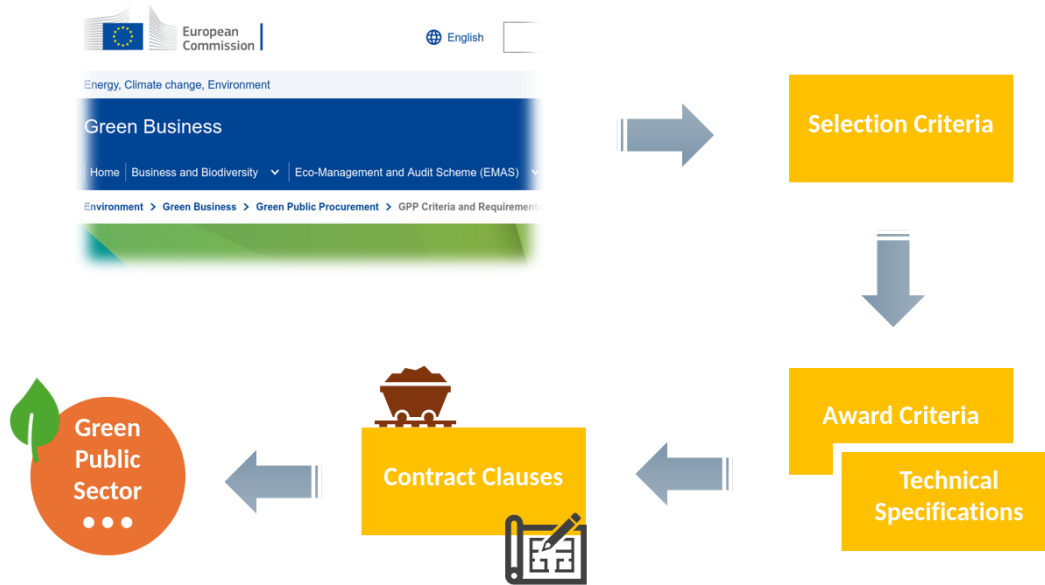 European
Commission
English
Energy, Climate change, Environment
Green Business
Home Business and Biodiversity Eco-Management and Audit Scheme (EMAS)
Environment > Green Business > Green Public Procurement > GPP Criteria and Requirements
Selection Criteria
Award Criteria
Technical
Specifications
Contract Clauses
Green
Public
Sector